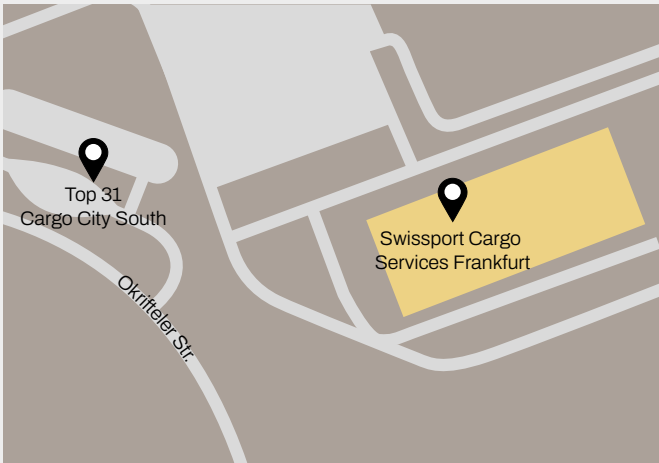 Top 31
Cargo City South
Swissport Cargo
Services Frankfurt
Okrifteler Str.